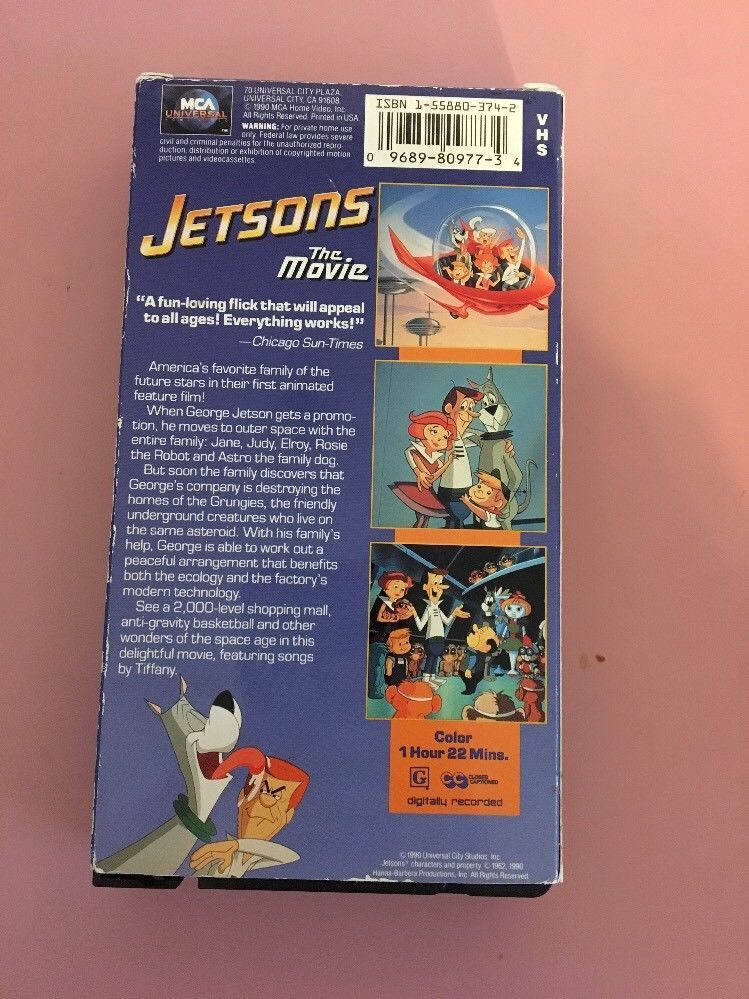 MCA
UNIVERSAL
™
70 UNIVERSAL CITY PLAZA,
UNIVERSAL CITY, CA 91608.
© 1990 MCA Home Video, Inc.
All Rights Reserved. Printed in USA.
WARNING: For private home use
only. Federal law provides severe
civil and criminal penalties for the unauthorized repro-
duction, distribution or exhibition of copyrighted motion
pictures and videocassettes.
ISBN 1-55880-374-2
0 9689-80977-3 4
VHS
JETSONS
The
Movie
“A fun-loving flick that will appeal
to all ages! Everything works!”
—Chicago Sun-Times
America's favorite family of the
future stars in their first animated
feature film!
When George Jetson gets a promo-
tion, he moves to outer space with the
entire family: Jane, Judy, Elroy, Rosie
the Robot and Astro the family dog.
But soon the family discovers that
George's company is destroying the
homes of the Grungies, the friendly
underground creatures who live on
the same asteroid. With his family's
help, George is able to work out a
peaceful arrangement that benefits
both the ecology and the factory's
modern technology.
See a 2,000-level shopping mall,
anti-gravity basketball and other
wonders of the space age in this
delightful movie, featuring songs
by Tiffany.
Color
1 Hour 22 Mins.
G CC CLOSED
CAPTIONED
digitally recorded
© 1990 Universal City Studios, Inc.
Jetsons™ characters and property © 1962, 1990
Hanna-Barbera Productions, Inc. All Rights Reserved.